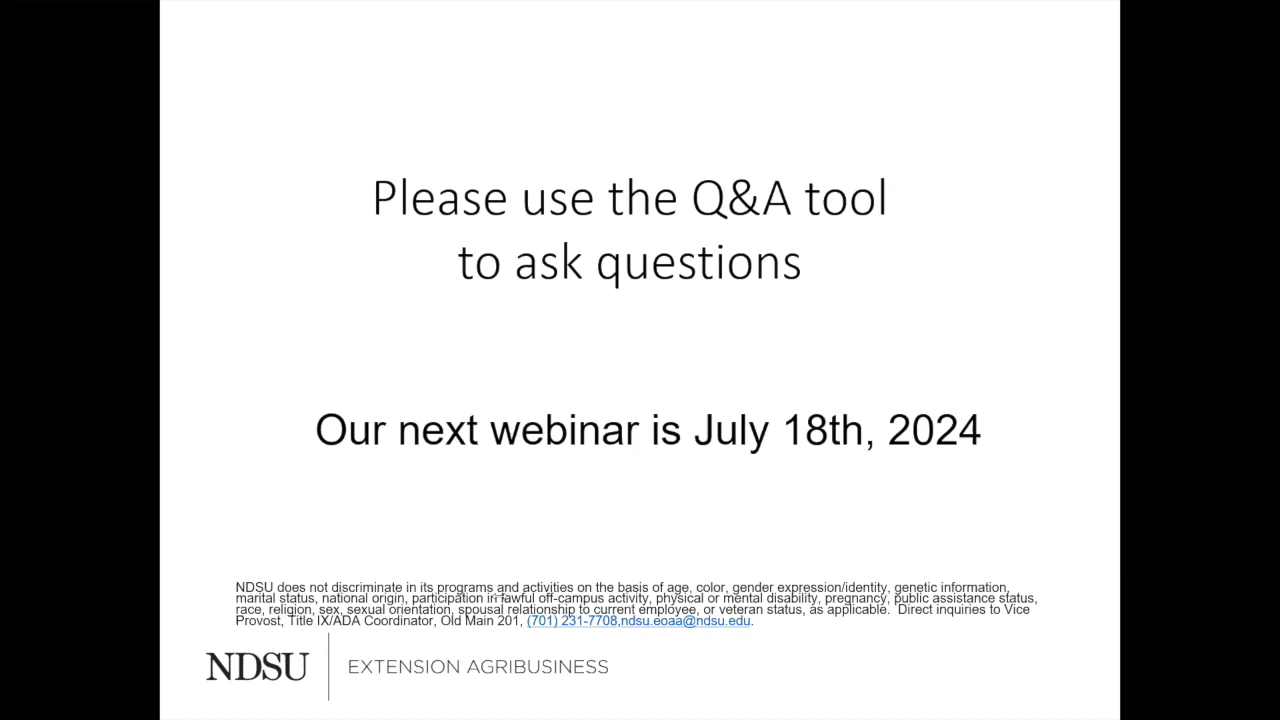 Please use the Q&A tool
to ask questions
Our next webinar is July 18th, 2024
NDSU does not discriminate in its programs and activities on the basis of age, color, gender expression/identity, genetic information,
marital status, national origin, participation in lawful off-campus activity, physical or mental disability, pregnancy, public assistance status,
race, religion, sex, sexual orientation, spousal relationship to current employee, or veteran status, as applicable. Direct inquiries to Vice
Provost, Title IX/ADA Coordinator, Old Main 201, (701) 231-7708,ndsu.eoaa@ndsu.edu.
NDSU EXTENSION AGRIBUSINESS